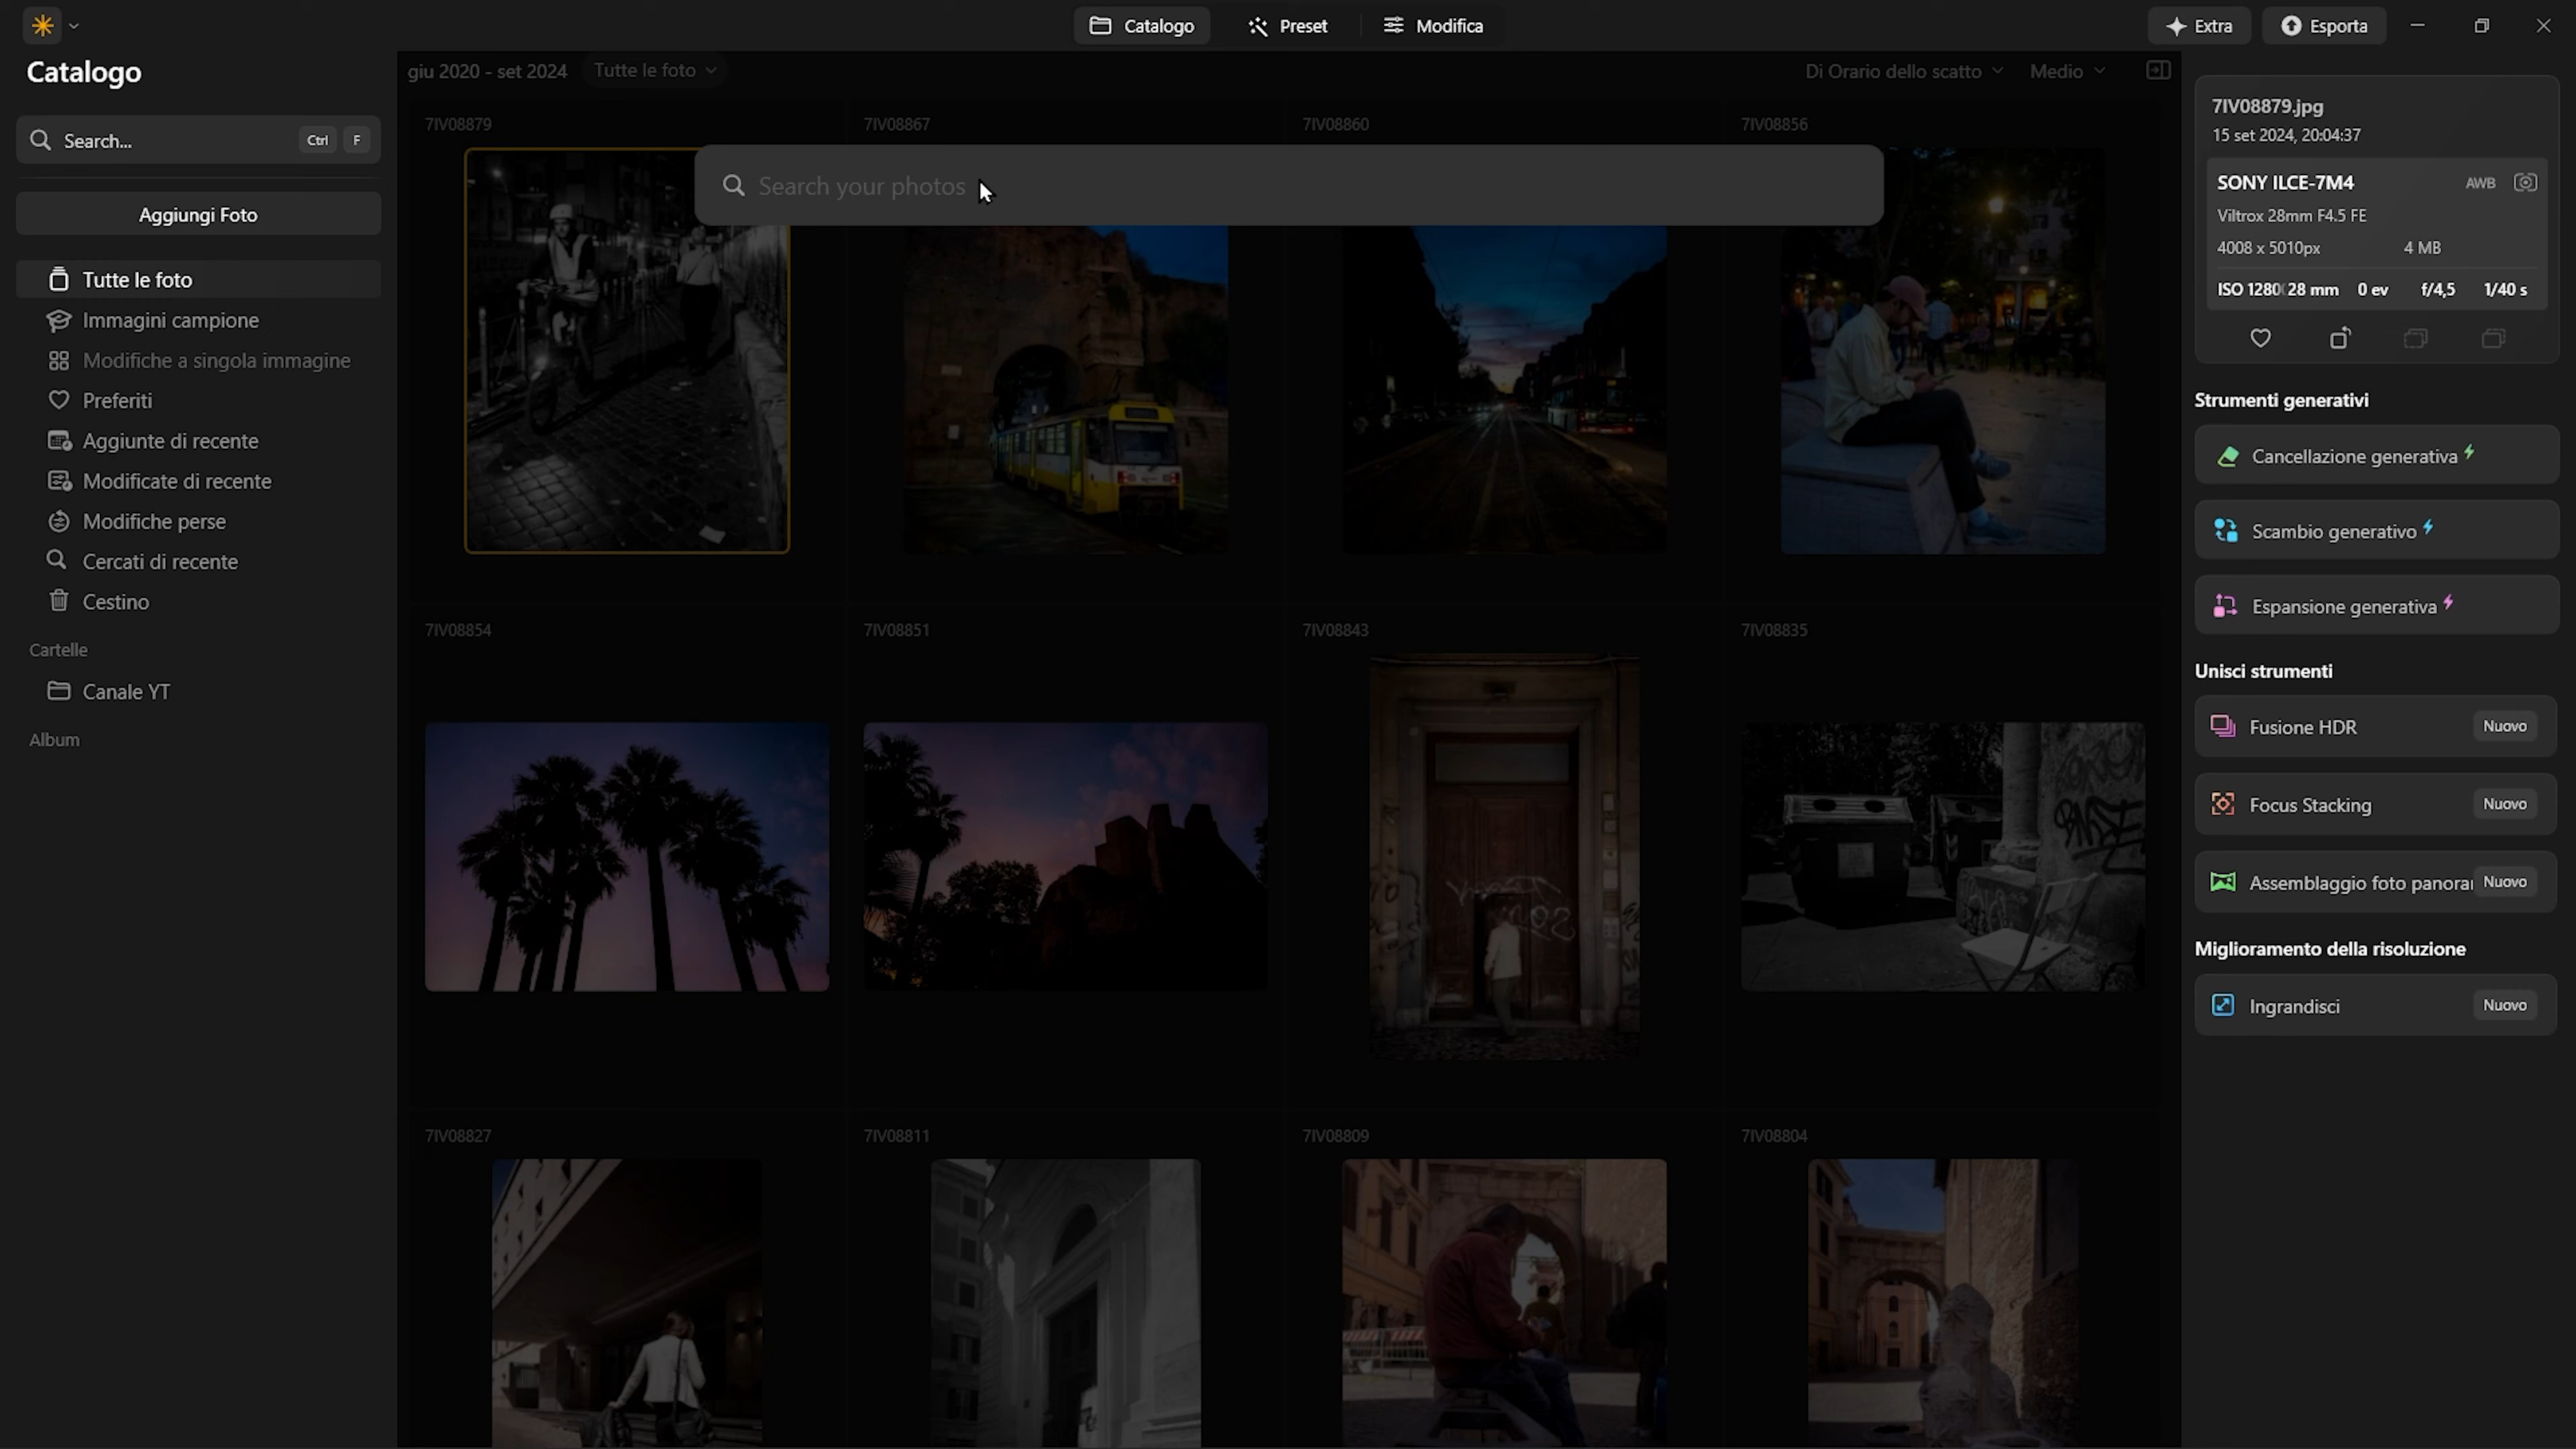 Catalogo
Preset
Modifica
Extra
Esporta
Catalogo
Search...
Ctrl
F
Aggiungi Foto
Tutte le foto
Immagini campione
Modifiche a singola immagine
Preferiti
Aggiunte di recente
Modificate di recente
Modifiche perse
Cercati di recente
Cestino
Cartelle
Canale YT
Album
giu 2020 - set 2024
Tutte le foto
Di Orario dello scatto
Medio
Search your photos
7IV08879
7IV08867
7IV08860
7IV08856
7IV08854
7IV08851
7IV08843
7IV08835
7IV08827
7IV08811
7IV08809
7IV08804
7IV08879.jpg
15 set 2024, 20:04:37
SONY ILCE-7M4
AWB
Viltrox 28mm F4.5 FE
4008 x 5010px
4 MB
ISO 1280
28 mm
0 ev
f/4,5
1/40 s
Strumenti generativi
Cancellazione generativa
Scambio generativo
Espansione generativa
Unisci strumenti
Fusione HDR
Nuovo
Focus Stacking
Nuovo
Assemblaggio foto panora
Nuovo
Miglioramento della risoluzione
Ingrandisci
Nuovo